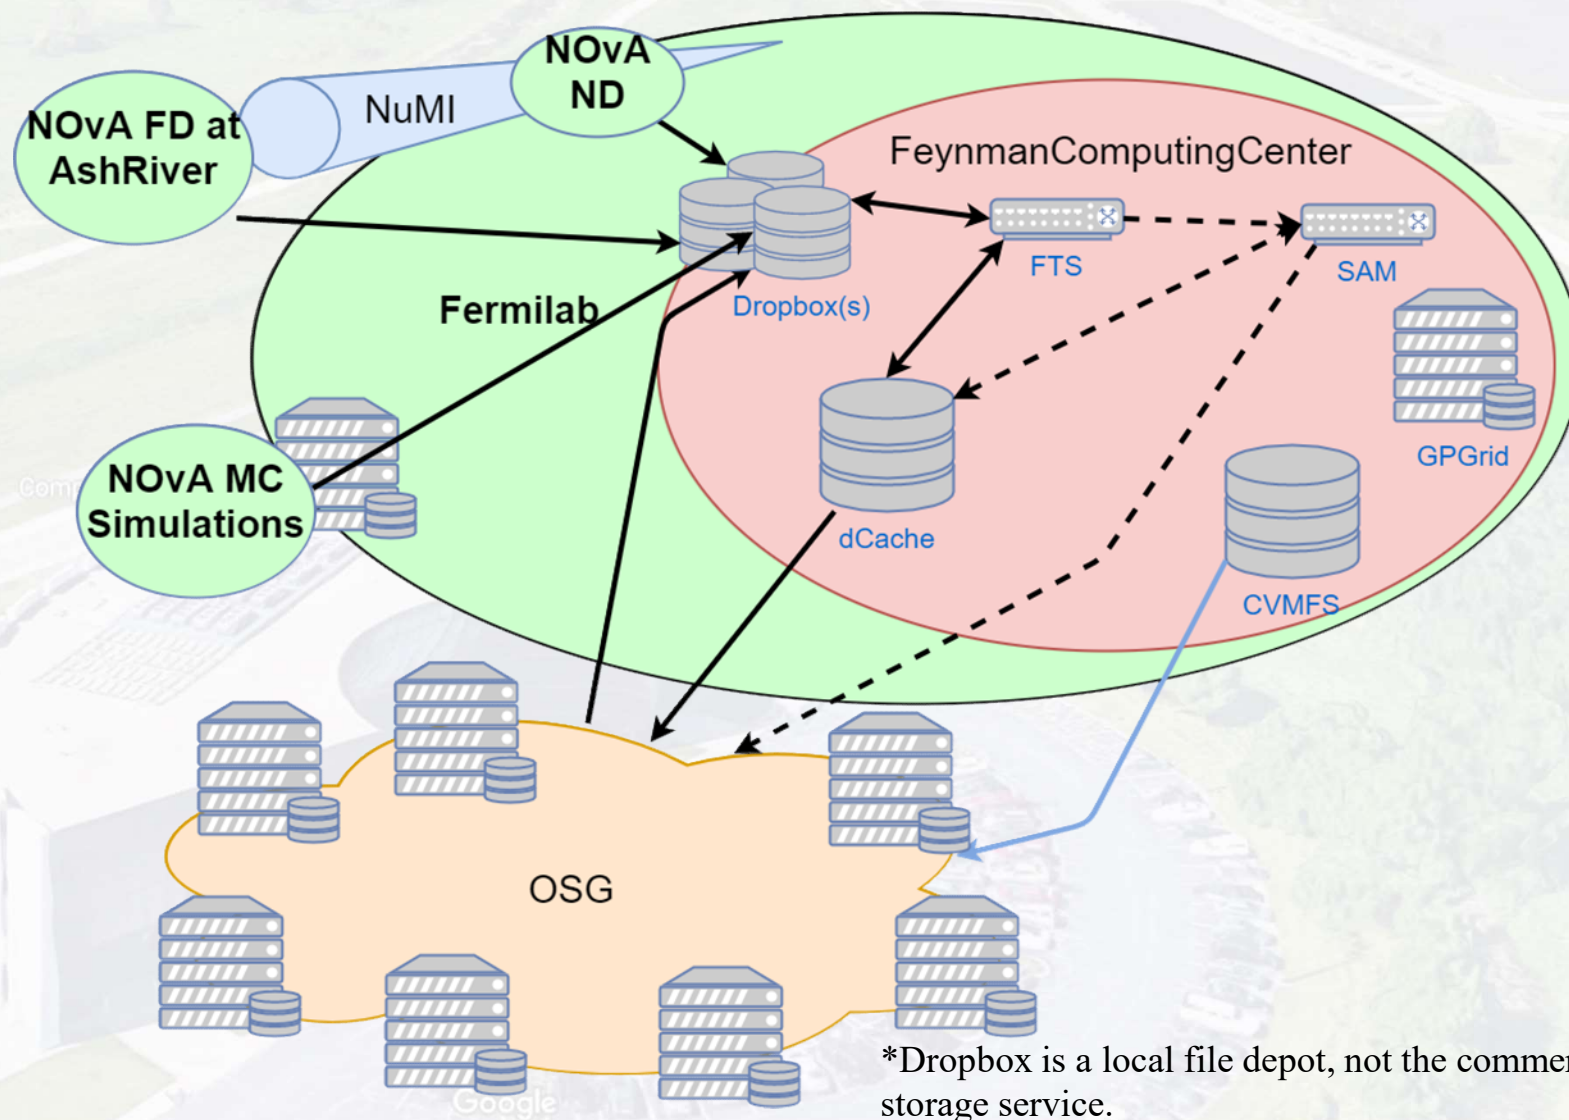 NOvA
ND
NuMI
NOvA FD at
AshRiver
FeynmanComputingCenter
FTS
SAM
Dropbox(s)
Fermilab
GPGrid
NOvA MC
Simulations
dCache
CVMFS
OSG
*Dropbox is a local file depot, not the
storage service.
Google